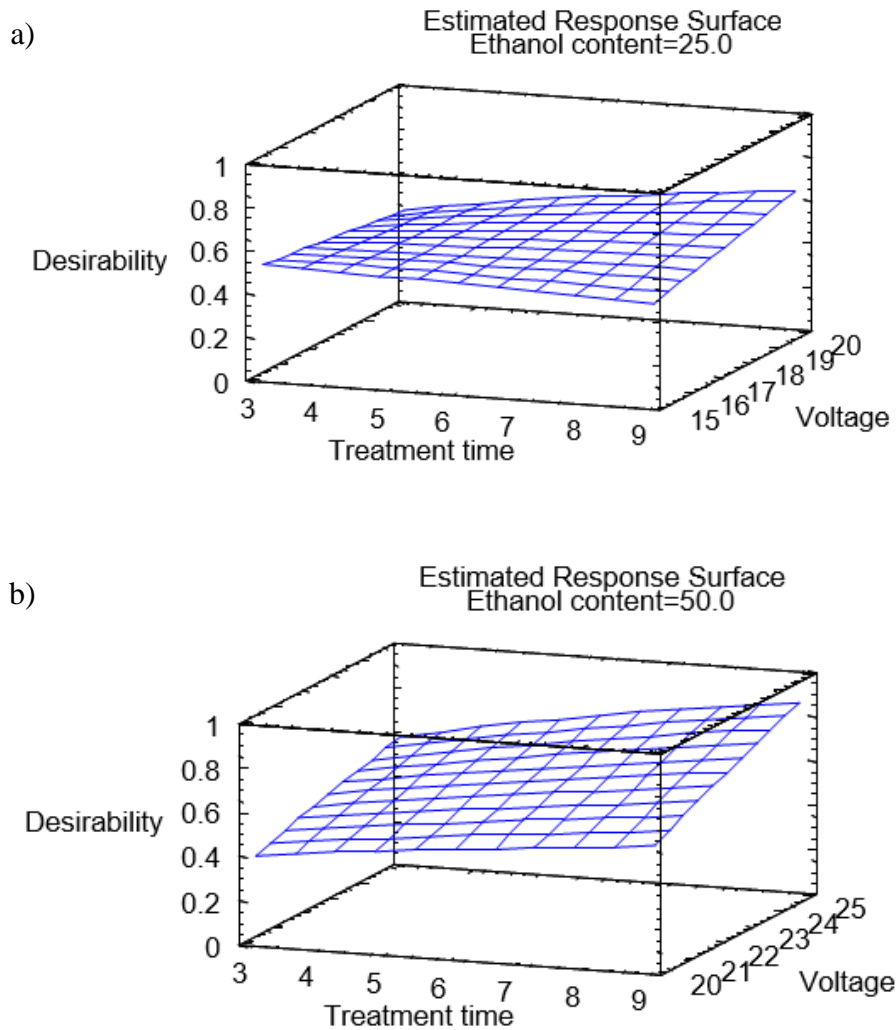 a)
Estimated Response Surface
Ethanol content=25.0
1
0.8
0.6
0.4
0.2
0
Desirability
3 4 5 6 7 8 9
Treatment time
15 16 17 18 19 20
Voltage
b)
Estimated Response Surface
Ethanol content=50.0
1
0.8
0.6
0.4
0.2
0
Desirability
3 4 5 6 7 8 9
Treatment time
20 21 22 23 24 25
Voltage